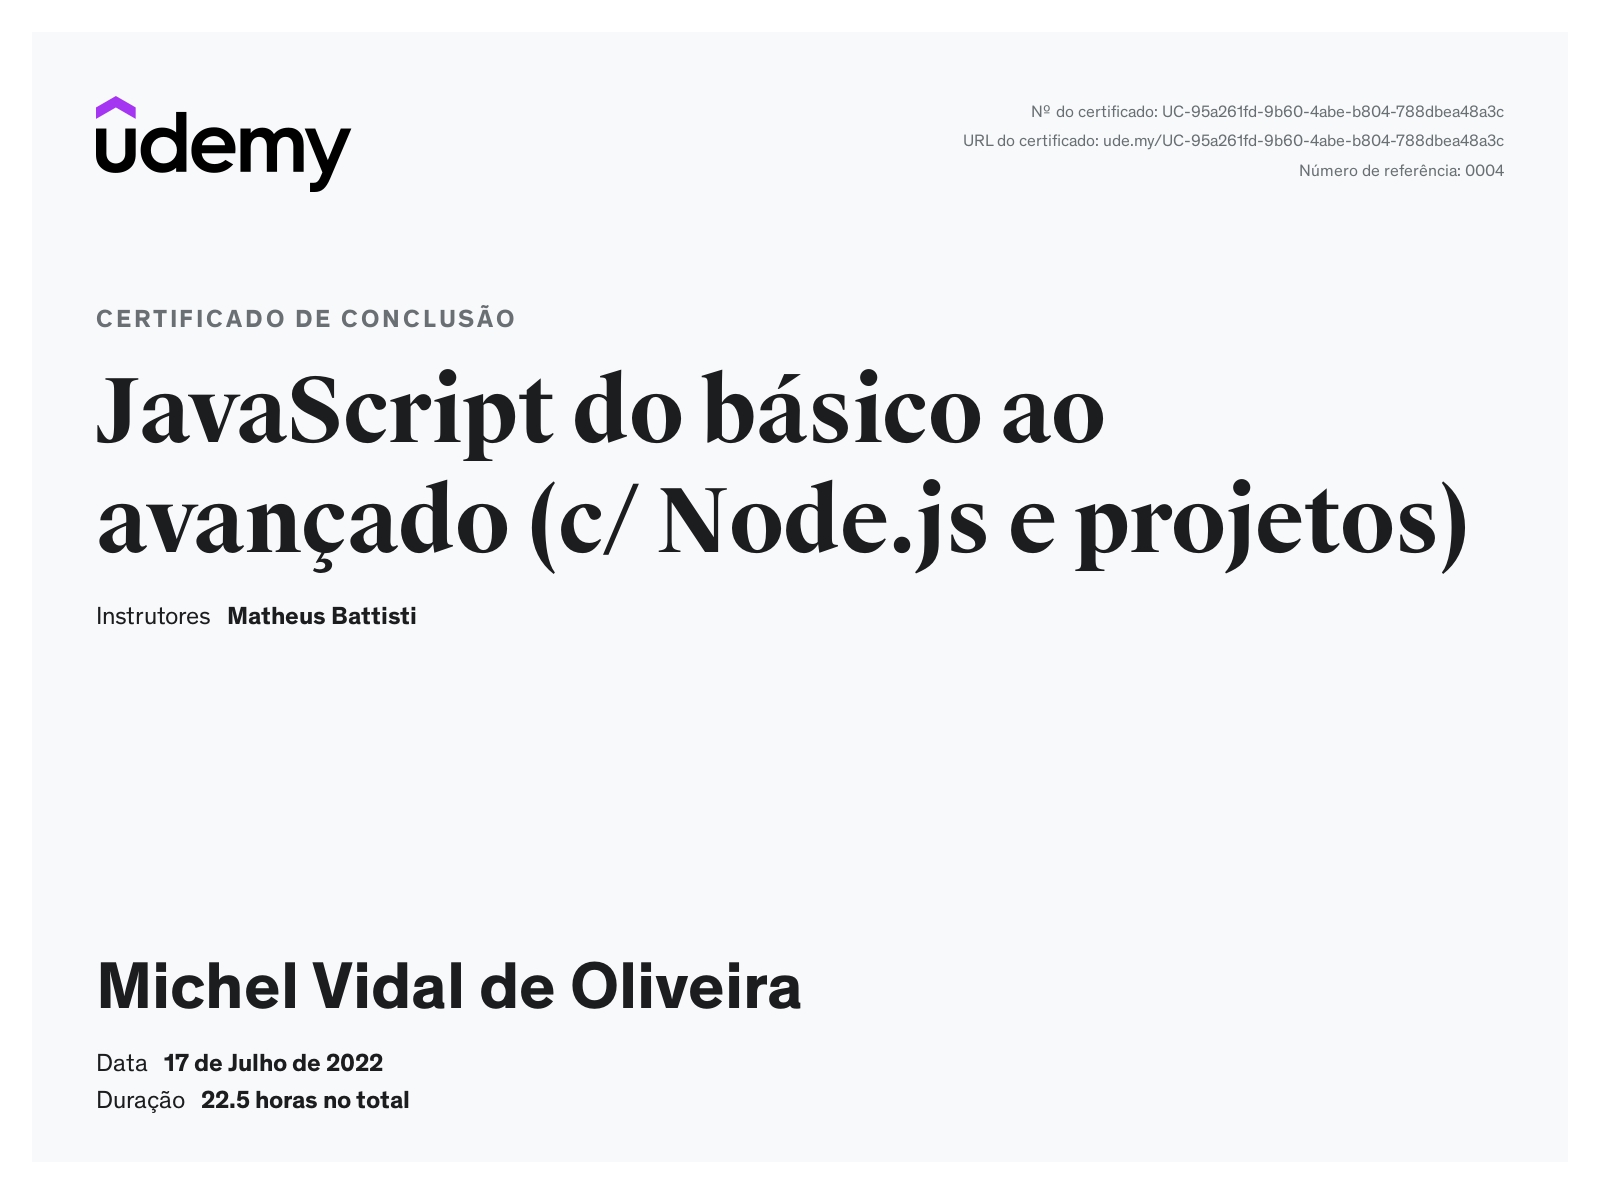 udemy
Nº do certificado: UC-95a261fd-9b60-4abe-b804-788dbea48a3c
URL do certificado: ude.my/UC-95a261fd-9b60-4abe-b804-788dbea48a3c
Número de referência: 0004
CERTIFICADO DE CONCLUSÃO
JavaScript do básico ao
avançado (c/ Node.js e projetos)
Instrutores Matheus Battisti
Michel Vidal de Oliveira
Data 17 de Julho de 2022
Duração 22.5 horas no total